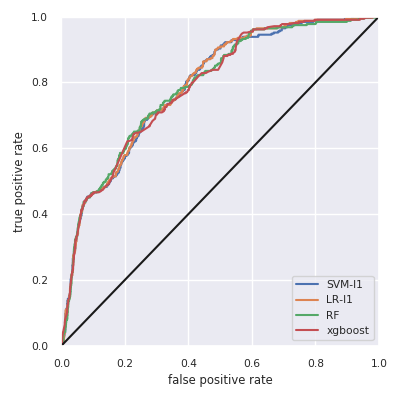 1.0
0.8
0.6
0.4
0.2
0.0
true positive rate
0.0 0.2 0.4 0.6 0.8 1.0
false positive rate
SVM-l1
LR-l1
RF
xgboost